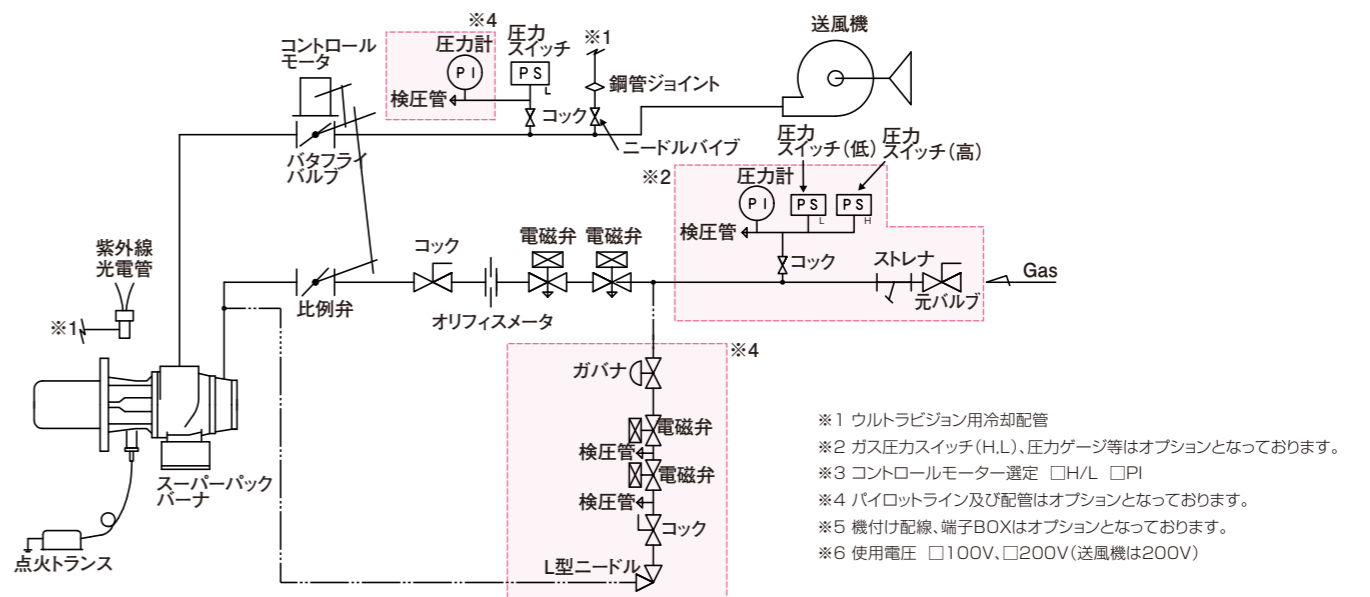 ※4
圧力計
PI
検圧管
圧力
スイッチ
PS
L
※1
鋼管ジョイント
コック
ニードルバイブ
送風機
コントロール
モータ
バタフライ
バルブ
※2
圧力計
PI
検圧管
圧力
スイッチ(低)
PS
L
圧力
スイッチ(高)
PS
H
コック
ストレナ
元バルブ
Gas
紫外線
光電管
※1
比例弁
コック
オリフィスメータ
電磁弁
電磁弁
※4
ガバナ
電磁弁
検圧管
電磁弁
検圧管
コック
L型ニードル
スーパーパック
バーナ
点火トランス
※1 ウルトラビジョン用冷却配管
※2 ガス圧力スイッチ(H,L)、圧力ゲージ等はオプションとなっております。
※3 コントロールモーター選定 □H/L □PI
※4 パイロットライン及び配管はオプションとなっております。
※5 機付け配線、端子BOXはオプションとなっております。
※6 使用電圧 □100V、□200V(送風機は200V)